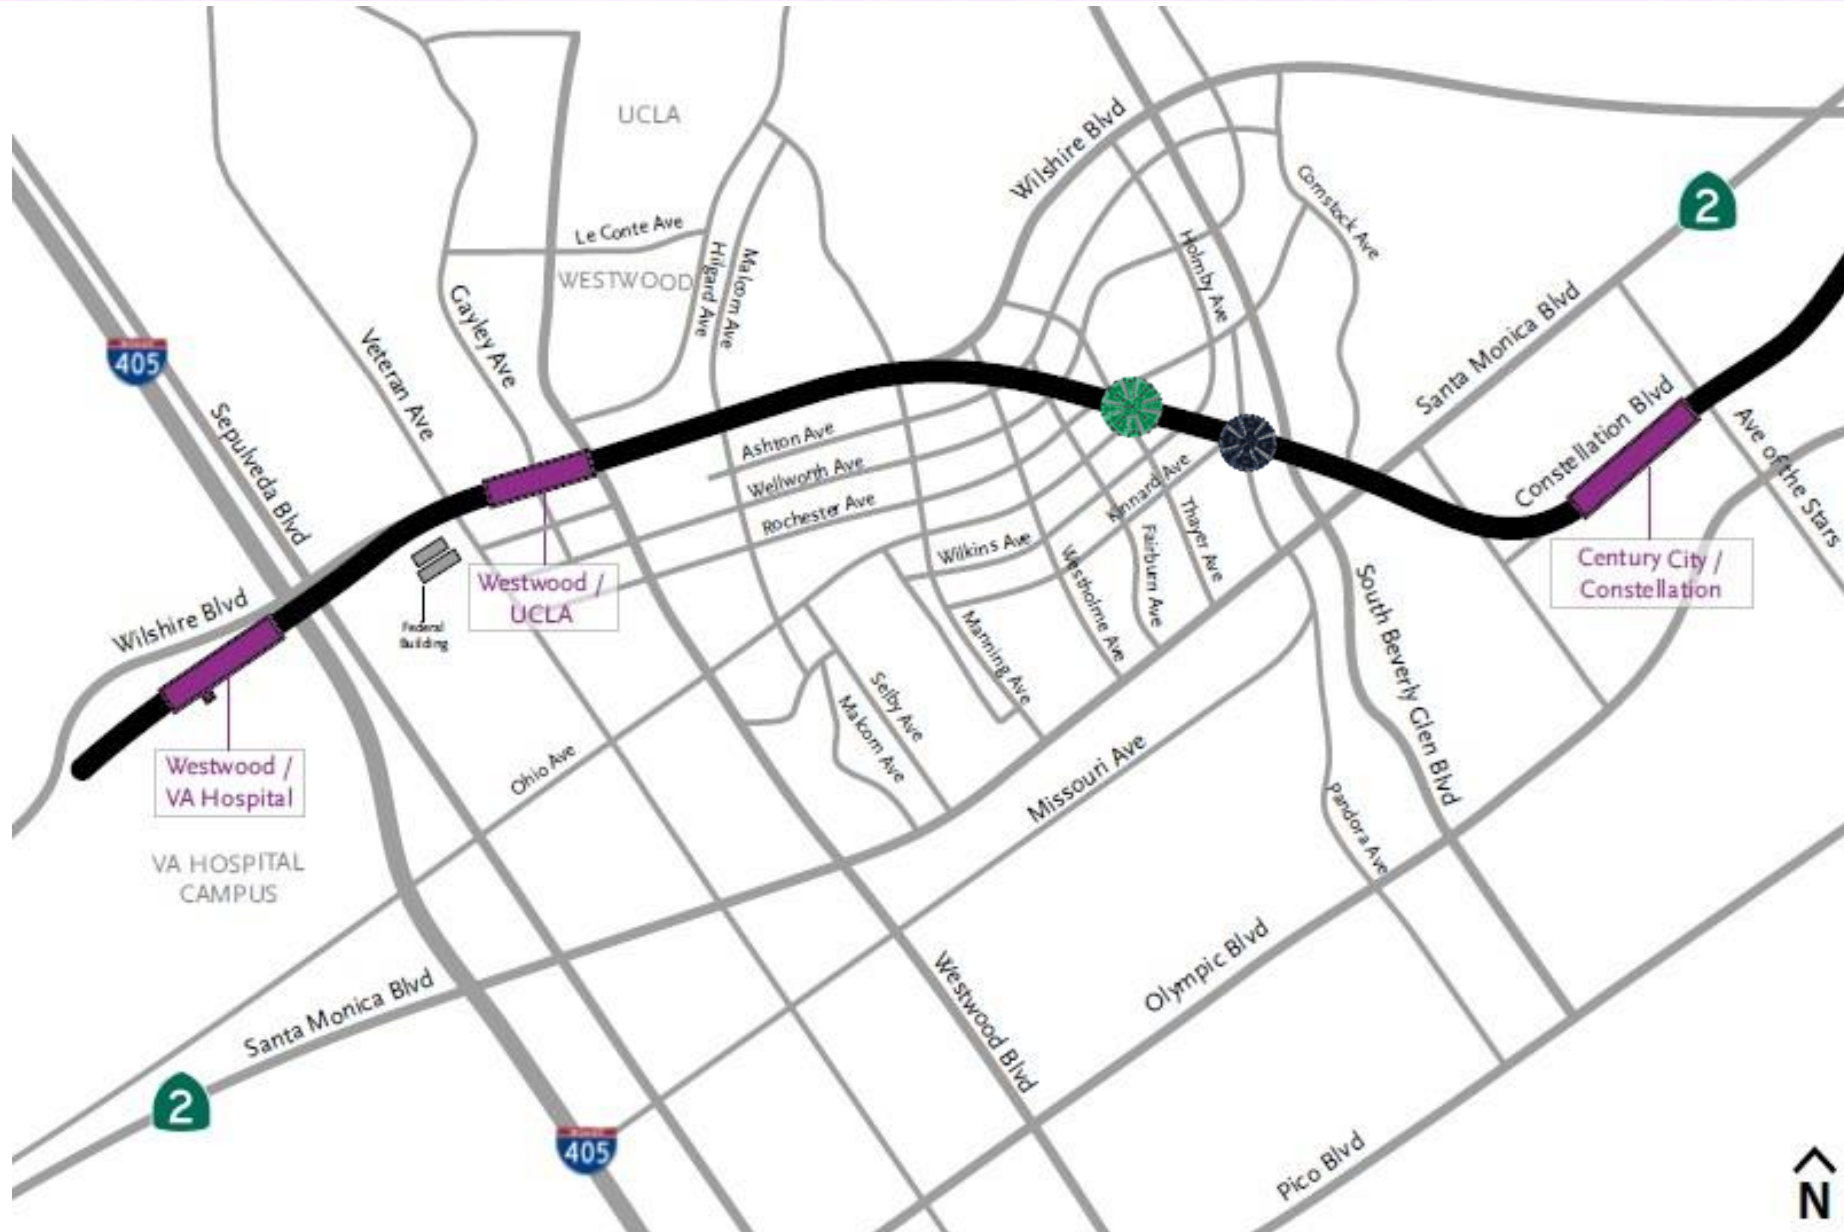 UCLA
Wilshire Blvd
Comstock Ave
2
Le Conte Ave
Holmby Ave
WESTWOOD
Hilgard Ave
Malcom Ave
Gayley Ave
Veteran Ave
405
Santa Monica Blvd
Constellation Blvd
Ave of the Stars
Sepulveda Blvd
Ashton Ave
Wellworth Ave
Rochester Ave
Kinnard Ave
Thayer Ave
Fairburn Ave
Wilkins Ave
Westholme Ave
Century City /
Constellation
Westwood /
UCLA
Wilshire Blvd
Federal
Building
Manning Ave
South Beverly Glen Blvd
Selby Ave
Malcom Ave
Westwood /
VA Hospital
Ohio Ave
Missouri Ave
Pandora Ave
VA HOSPITAL
CAMPUS
Olympic Blvd
Santa Monica Blvd
Westwood Blvd
2
405
Pico Blvd
N